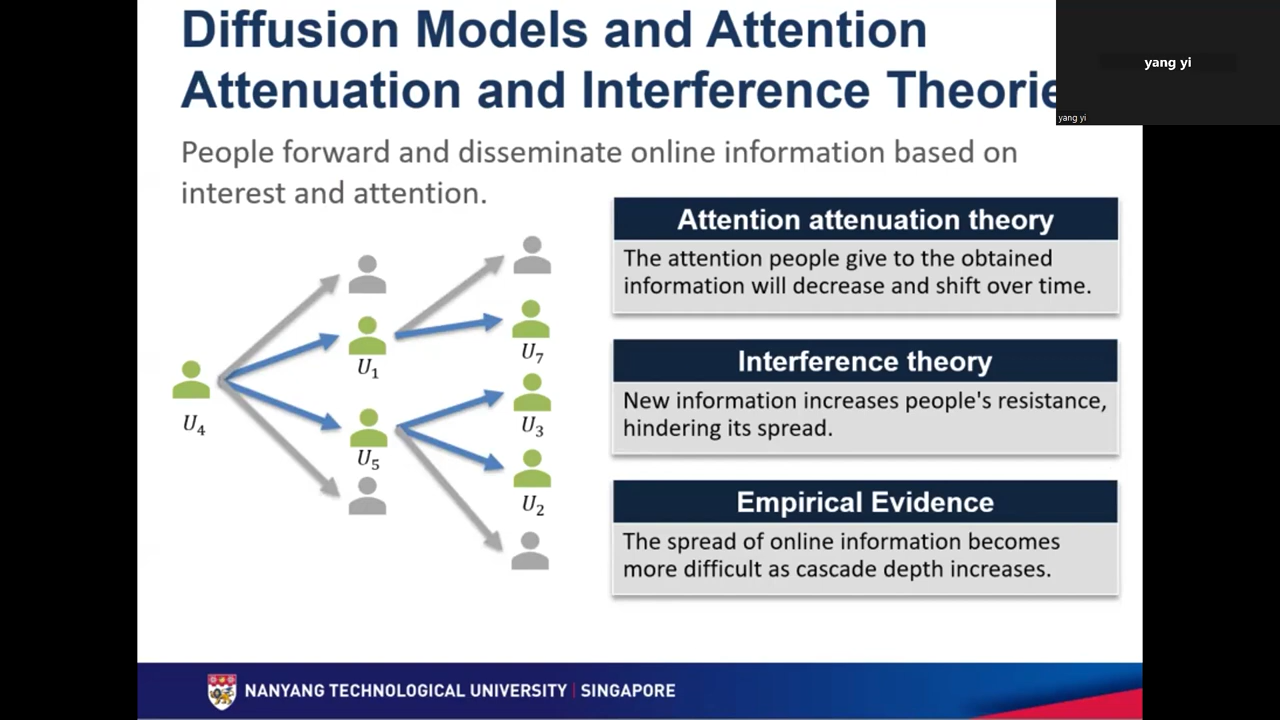 Diffusion Models and Attention
Attenuation and Interference Theorie
yang yi
yang yi
People forward and disseminate online information based on
interest and attention.
Attention attenuation theory
The attention people give to the obtained
information will decrease and shift over time.
U₁
U₇
Interference theory
New information increases people's resistance,
hindering its spread.
U₄
U₃
U₅
U₂
Empirical Evidence
The spread of online information becomes
more difficult as cascade depth increases.
NANYANG TECHNOLOGICAL UNIVERSITY | SINGAPORE